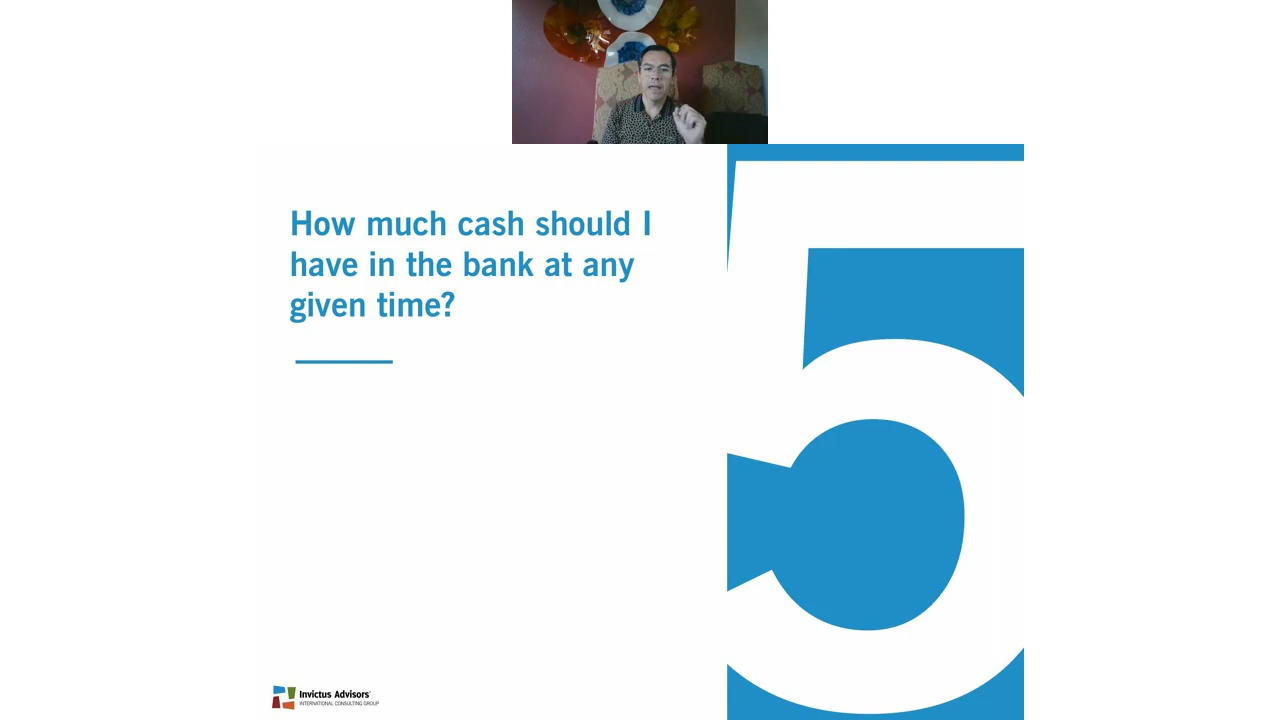 How much cash should I
have in the bank at any
given time?
5
Invictus Advisors
INTERNATIONAL CONSULTING GROUP